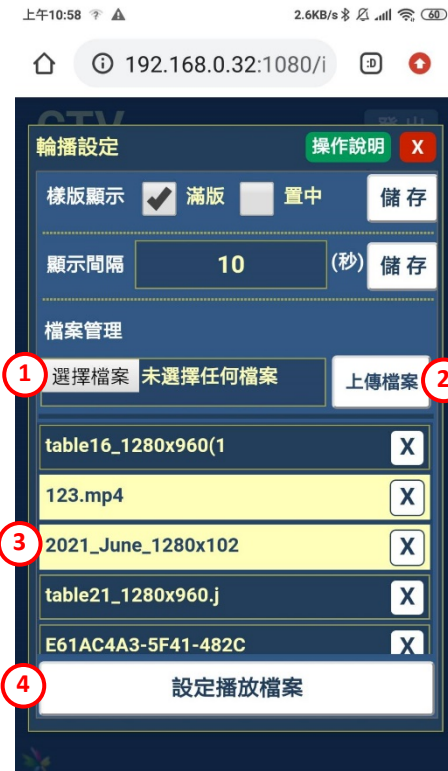 上午10:58
2.6KB/s
60
192.168.0.32:1080/i
:D
CTV
登出
輪播設定
操作說明
X
樣版顯示
滿版
置中
儲 存
顯示間隔
10
(秒)
儲 存
檔案管理
1
選擇檔案
未選擇任何檔案
上傳檔案
2
table16_1280x960(1
X
123.mp4
X
3
2021_June_1280x102
X
table21_1280x960.j
X
E61AC4A3-5F41-482C
X
4
設定播放檔案